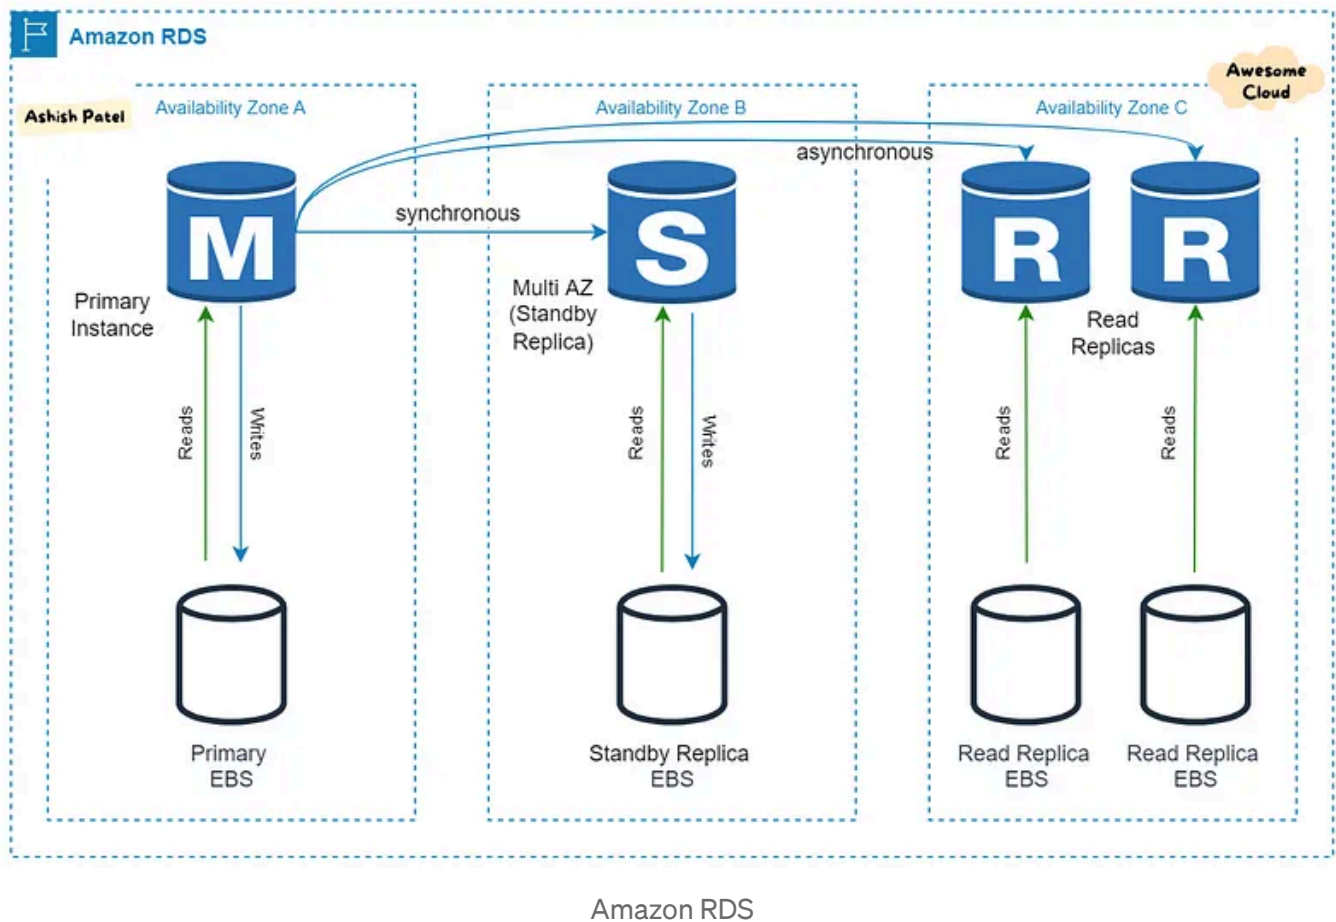 Amazon RDS
Awesome
Cloud
Ashish Patel
Availability Zone A
Availability Zone B
Availability Zone C
asynchronous
synchronous
M
S
R
R
Primary
Instance
Multi AZ
(Standby
Replica)
Read
Replicas
Reads
Writes
Reads
Writes
Reads
Reads
Primary
EBS
Standby Replica
EBS
Read Replica
EBS
Read Replica
EBS
Amazon RDS